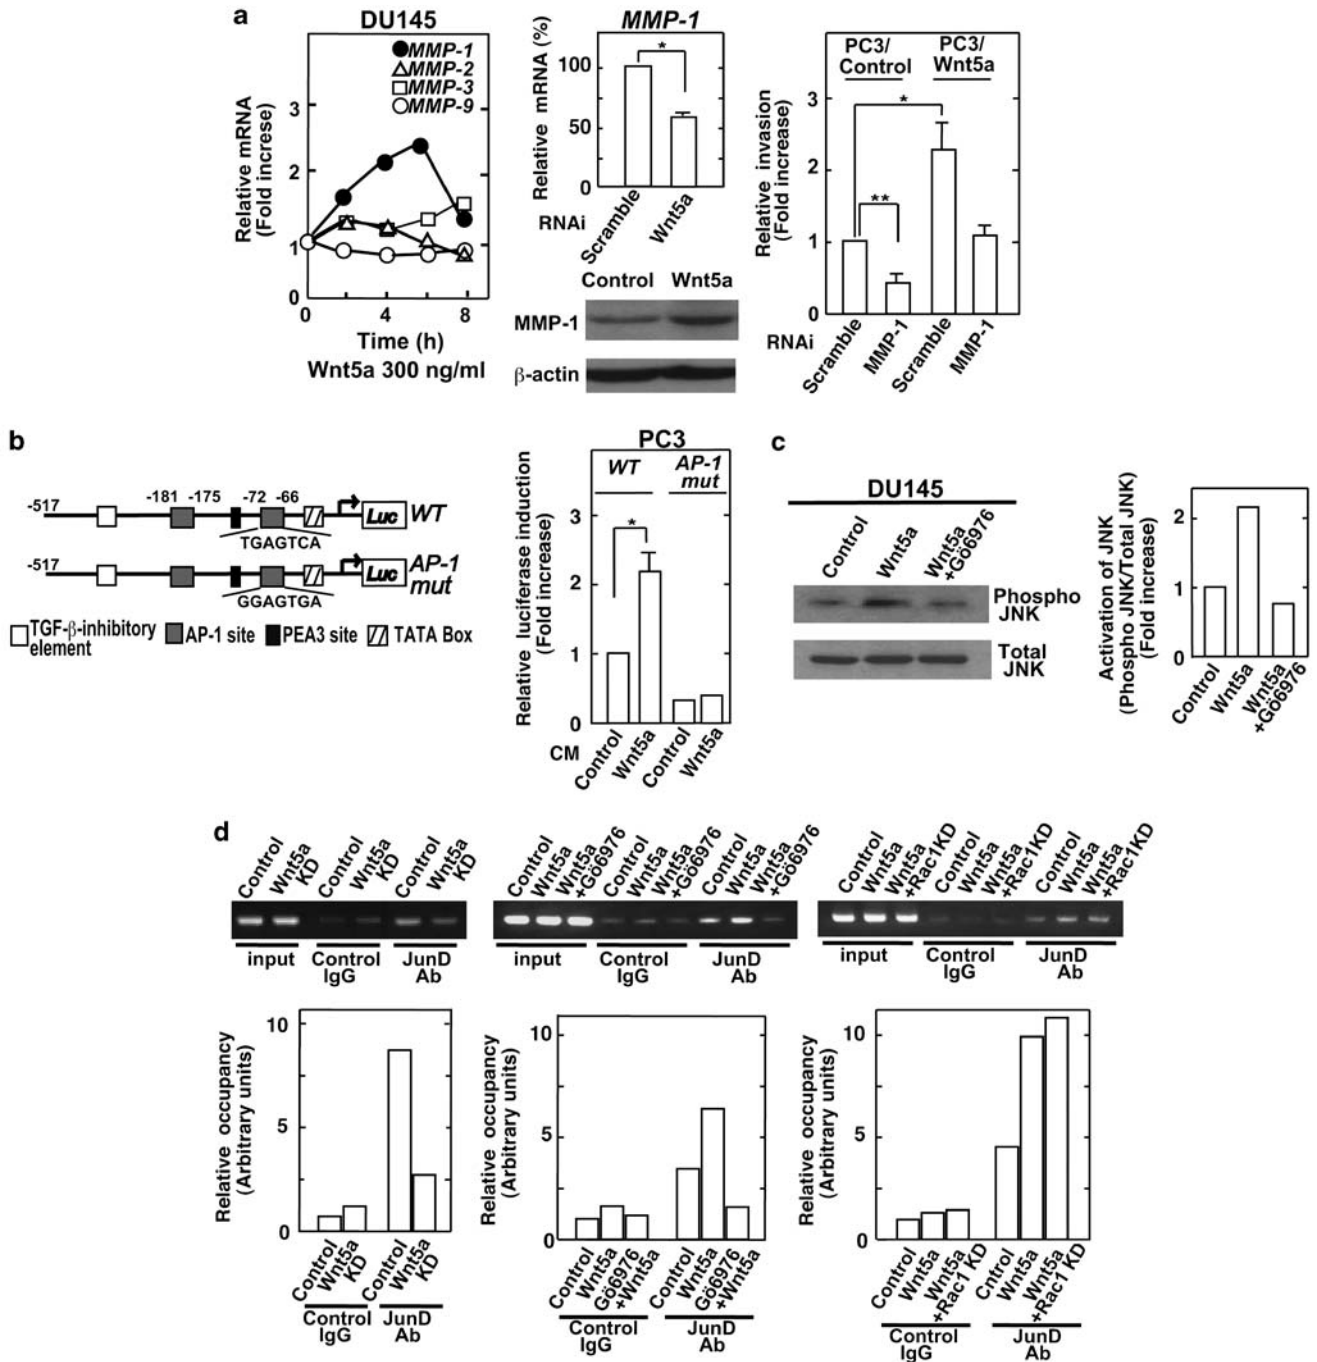 a
DU145
MMP-1
MMP-2
MMP-3
MMP-9
Relative mRNA
(Fold increse)
3
2
1
0
0
2
4
6
8
Time (h)
Wnt5a 300 ng/ml
MMP-1
Relative mRNA (%)
100
50
0
*
RNAi
Scramble
Wnt5a
Control
Wnt5a
MMP-1
β-actin
PC3/
Control
PC3/
Wnt5a
Relative invasion
(Fold increase)
3
2
1
0
*
**
RNAi
Scramble
MMP-1
Scramble
MMP-1
b
-517
-181
-175
-72
-66
Luc
WT
TGAGTCA
-517
Luc
AP-1
mut
GGAGTGA
TGF-β-inhibitory
element
AP-1 site
PEA3 site
TATA Box
PC3
WT
AP-1
mut
Relative luciferase induction
(Fold increase)
3
2
1
0
*
CM
Control
Wnt5a
Control
Wnt5a
c
DU145
Control
Wnt5a
Wnt5a
+Gö6976
Phospho
JNK
Total
JNK
Activation of JNK
(Phospho JNK/Total JNK)
(Fold increase)
2
1
0
Control
Wnt5a
Wnt5a
+Gö6976
d
Control
Wnt5a
KD
Control
Wnt5a
KD
Control
Wnt5a
KD
input
Control
IgG
JunD
Ab
Control
Wnt5a
Wnt5a
+Gö6976
Control
Wnt5a
Wnt5a
+Gö6976
Control
Wnt5a
Wnt5a
+Gö6976
input
Control
IgG
JunD
Ab
Control
Wnt5a
Wnt5a
+Rac1KD
Control
Wnt5a
Wnt5a
+Rac1KD
Control
Wnt5a
Wnt5a
+Rac1KD
input
Control
IgG
JunD
Ab
Relative occupancy
(Arbitrary units)
10
5
0
Control
Wnt5a
KD
Control
Wnt5a
KD
Control
IgG
JunD
Ab
Relative occupancy
(Arbitrary units)
10
5
0
Control
Wnt5a
Gö6976
+Wnt5a
Control
Wnt5a
Gö6976
+Wnt5a
Control
IgG
JunD
Ab
Relative occupancy
(Arbitrary units)
10
5
0
Control
Wnt5a
Wnt5a
+Rac1 KD
Cntrol
Wnt5a
Wnt5a
+Rac1 KD
Control
IgG
JunD
Ab